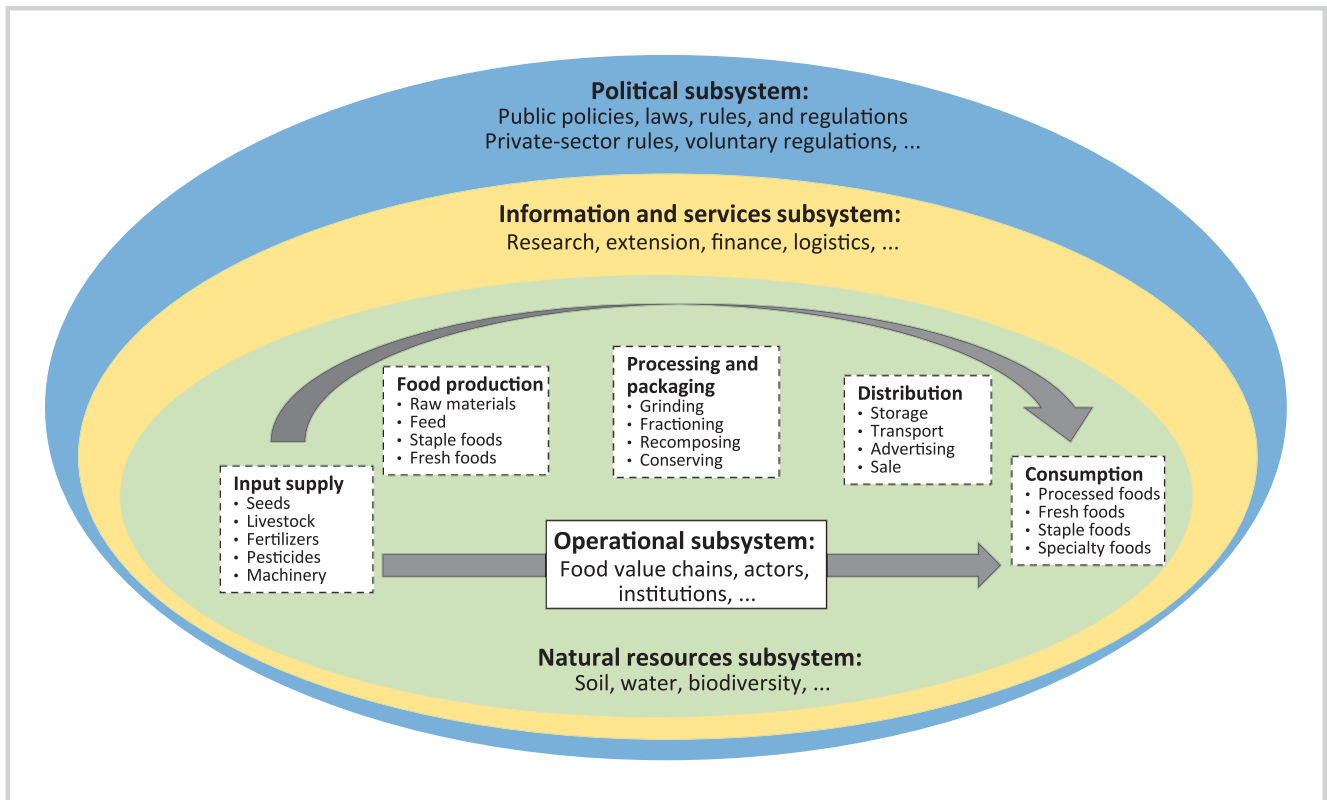 Political subsystem:
Public policies, laws, rules, and regulations
Private-sector rules, voluntary regulations, ...
Information and services subsystem:
Research, extension, finance, logistics, ...
Input supply
• Seeds
• Livestock
• Fertilizers
• Pesticides
• Machinery
Food production
• Raw materials
• Feed
• Staple foods
• Fresh foods
Processing and
packaging
• Grinding
• Fractioning
• Recomposing
• Conserving
Distribution
• Storage
• Transport
• Advertising
• Sale
Consumption
• Processed foods
• Fresh foods
• Staple foods
• Specialty foods
Operational subsystem:
Food value chains, actors,
institutions, ...
Natural resources subsystem:
Soil, water, biodiversity, ...